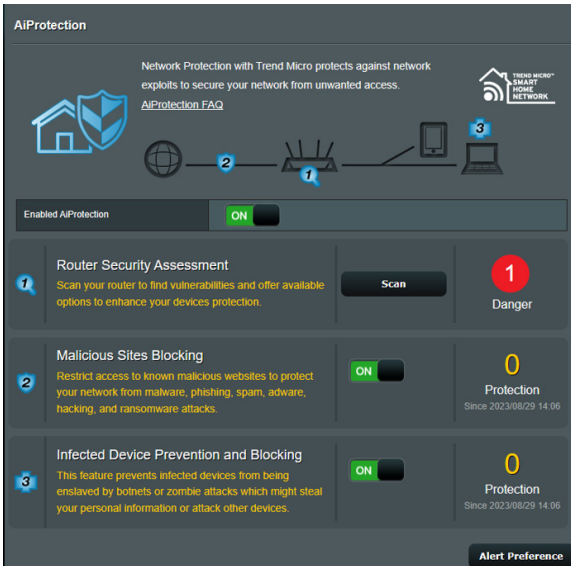 AiProtection
Network Protection with Trend Micro protects against network
exploits to secure your network from unwanted access.
AiProtection FAQ
TREND MICRO™
SMART
HOME
NETWORK
3
2
1
Enabled AiProtection
ON
1
Router Security Assessment
Scan your router to find vulnerabilities and offer available
options to enhance your devices protection.
Scan
1
Danger
2
Malicious Sites Blocking
Restrict access to known malicious websites to protect
your network from malware, phishing, spam, adware,
hacking, and ransomware attacks.
ON
0
Protection
Since 2023/08/29 14:06
3
Infected Device Prevention and Blocking
This feature prevents infected devices from being
enslaved by botnets or zombie attacks which might steal
your personal information or attack other devices.
ON
0
Protection
Since 2023/08/29 14:06
Alert Preference